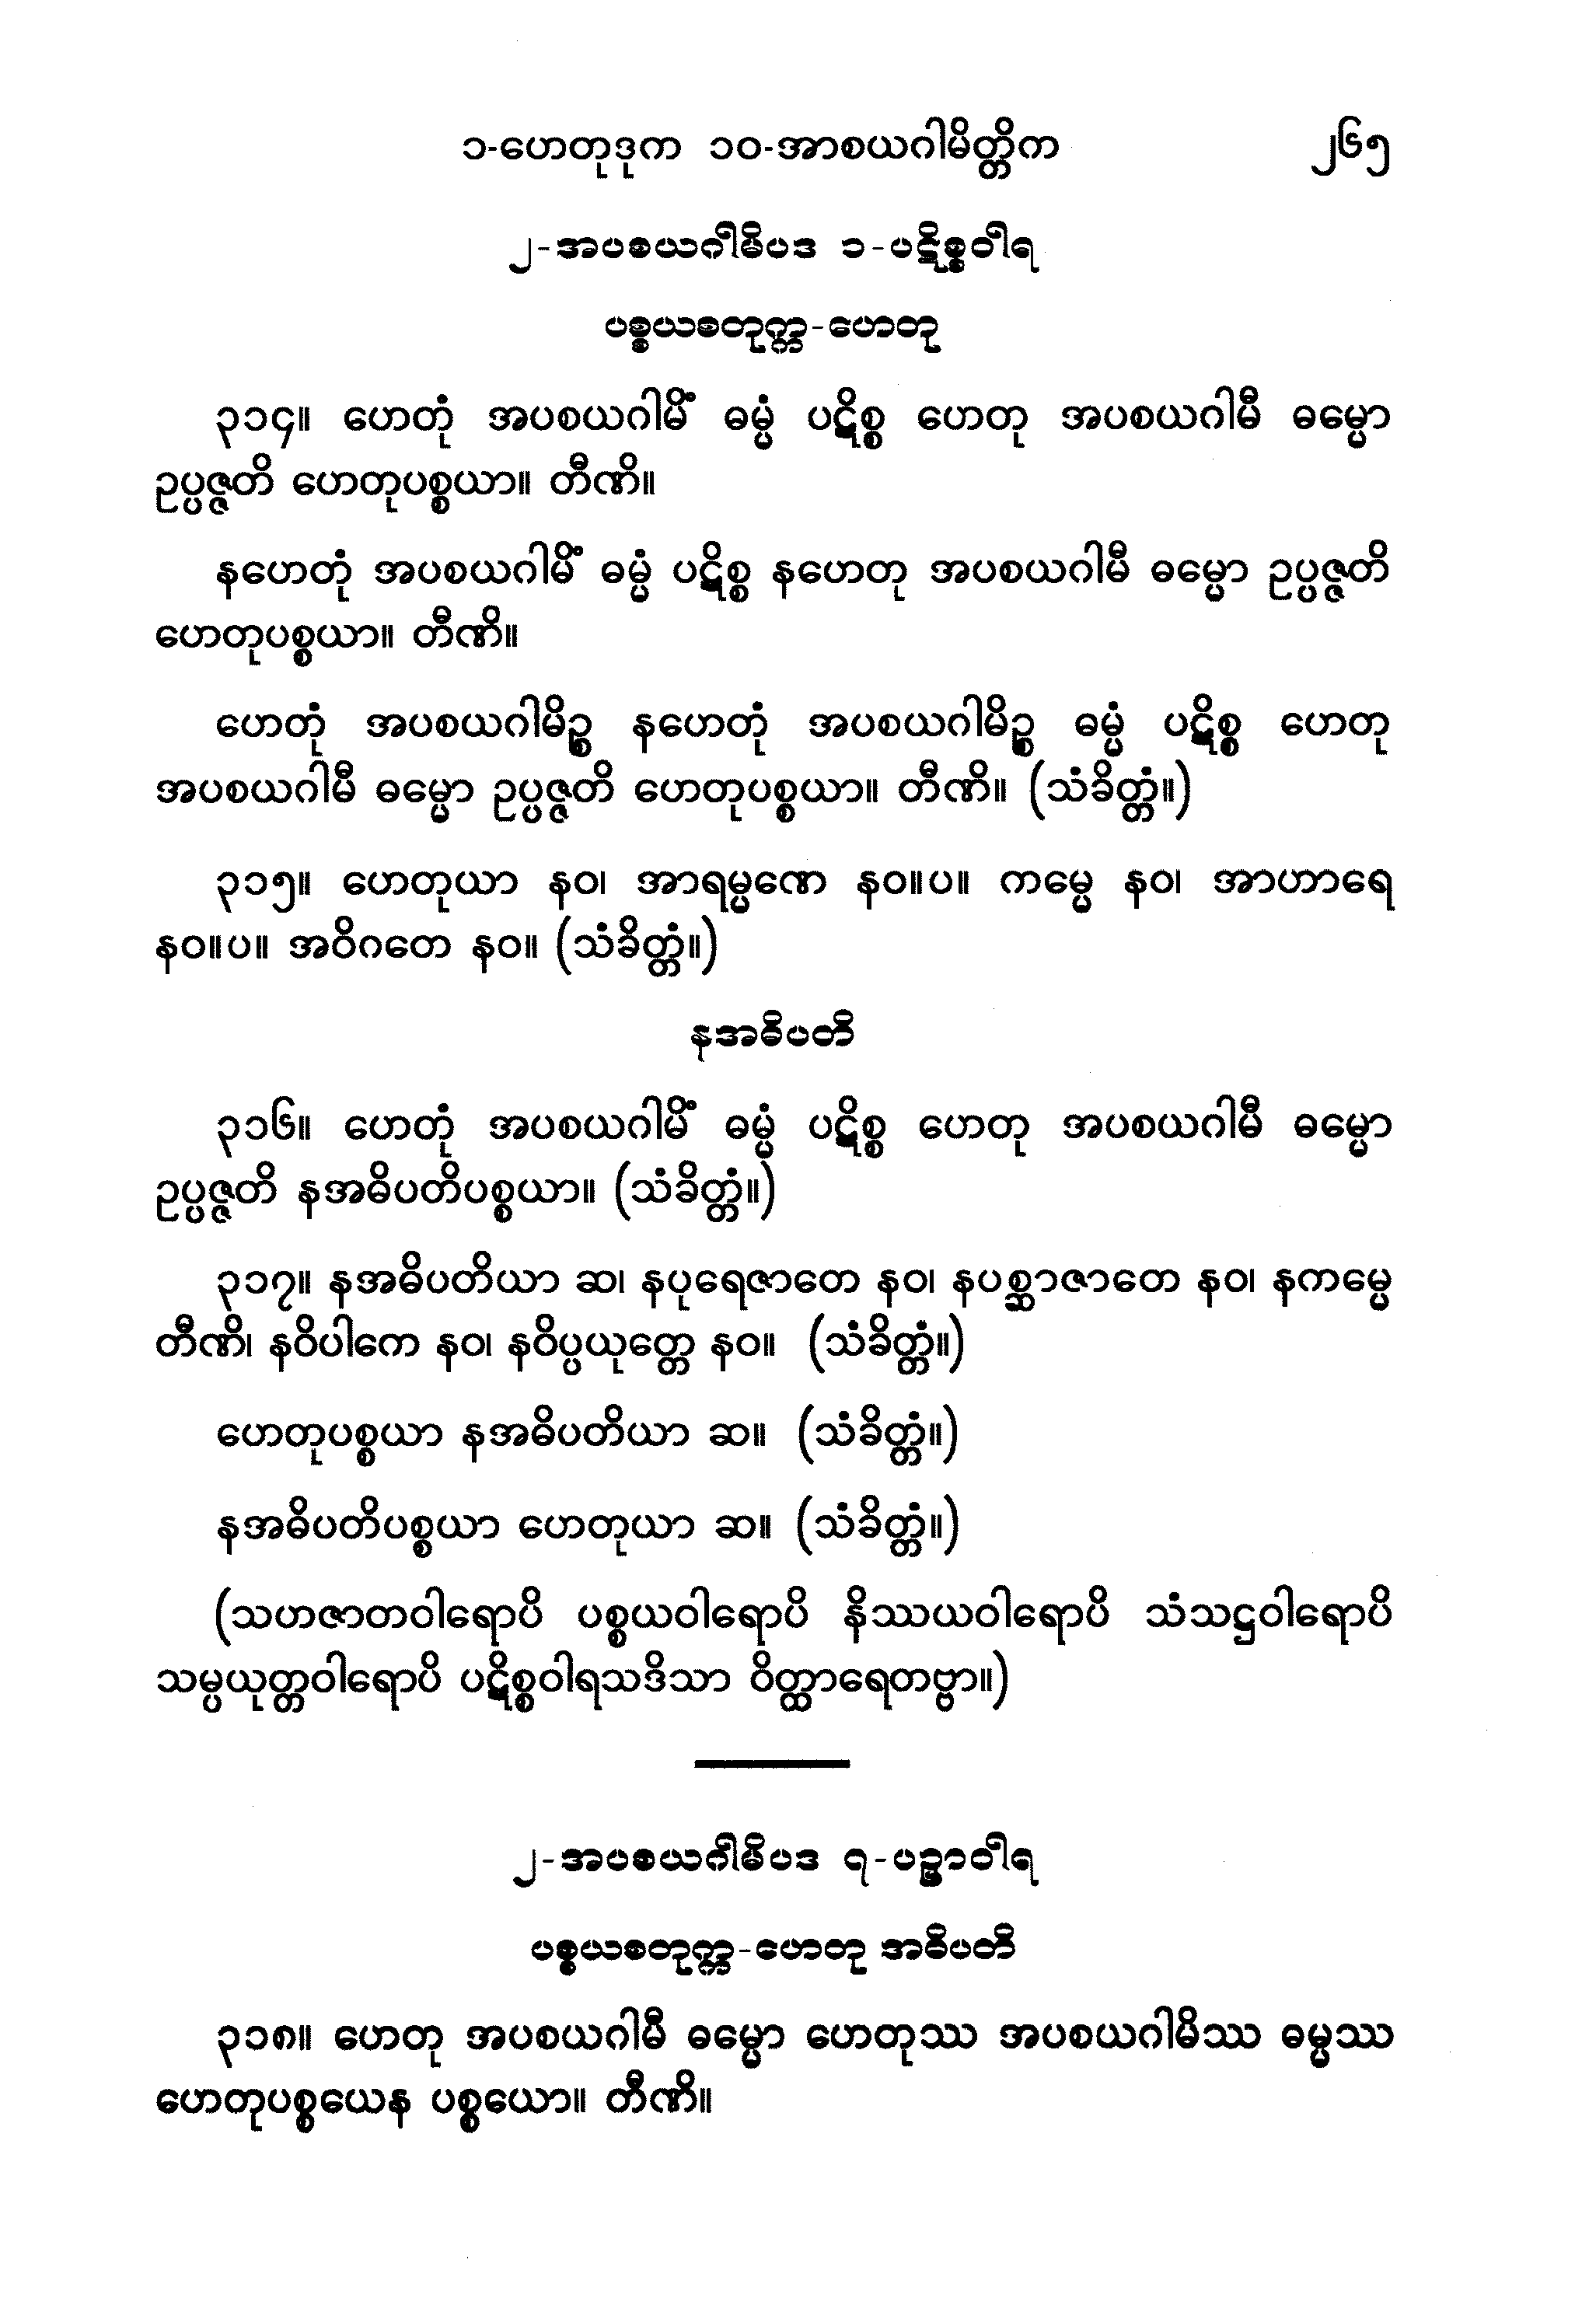 ၁-ဟေတုဒုက ၁၀-အာစယဂါမိတ္တိက ၂၆၅
၂-အပစယဂါမိပဒ ၁-ပဋိစ္စဝါရ
ပစ္စယစတုက္က-ဟေတု
၃၁၄။ ဟေတုံ အပစယဂါမိံ ဓမ္မံ ပဋိစ္စ ဟေတု အပစယဂါမီ ဓမ္မော
ဥပ္ပဇ္ဇတိ ဟေတုပစ္စယာ။ တီဏိ။
နဟေတုံ အပစယဂါမိံ ဓမ္မံ ပဋိစ္စ နဟေတု အပစယဂါမီ ဓမ္မော ဥပ္ပဇ္ဇတိ
ဟေတုပစ္စယာ။ တီဏိ။
ဟေတုံ အပစယဂါမိဉ္စ နဟေတုံ အပစယဂါမိဉ္စ ဓမ္မံ ပဋိစ္စ ဟေတု
အပစယဂါမီ ဓမ္မော ဥပ္ပဇ္ဇတိ ဟေတုပစ္စယာ။ တီဏိ။ (သံခိတ္တံ။)
၃၁၅။ ဟေတုယာ နဝ၊ အာရမ္မဏေ နဝ။ပ။ ကမ္မေ နဝ၊ အာဟာရေ
နဝ။ပ။ အဝိဂတေ နဝ။ (သံခိတ္တံ။)
နအဓိပတိ
၃၁၆။ ဟေတုံ အပစယဂါမိံ ဓမ္မံ ပဋိစ္စ ဟေတု အပစယဂါမီ ဓမ္မော
ဥပ္ပဇ္ဇတိ နအဓိပတိပစ္စယာ။ (သံခိတ္တံ။)
၃၁၇။ နအဓိပတိယာ ဆ၊ နပုရေဇာတေ နဝ၊ နပစ္ဆာဇာတေ နဝ၊ နကမ္မေ
တီဏိ၊ နဝိပါကေ နဝ၊ နဝိပ္ပယုတ္တေ နဝ။ (သံခိတ္တံ။)
ဟေတုပစ္စယာ နအဓိပတိယာ ဆ။ (သံခိတ္တံ။)
နအဓိပတိပစ္စယာ ဟေတုယာ ဆ။ (သံခိတ္တံ။)
(သဟဇာတဝါရောပိ ပစ္စယဝါရောပိ နိဿယဝါရောပိ သံသဋ္ဌဝါရောပိ
သမ္ပယုတ္တဝါရောပိ ပဋိစ္စဝါရသဒိသာ ဝိတ္ထာရေတဗ္ဗာ။)
၂-အပစယဂါမိပဒ ၇-ပဉှာဝါရ
ပစ္စယစတုက္က-ဟေတု အဓိပတိ
၃၁၈။ ဟေတု အပစယဂါမီ ဓမ္မော ဟေတုဿ အပစယဂါမိဿ ဓမ္မဿ
ဟေတုပစ္စယေန ပစ္စယော။ တီဏိ။